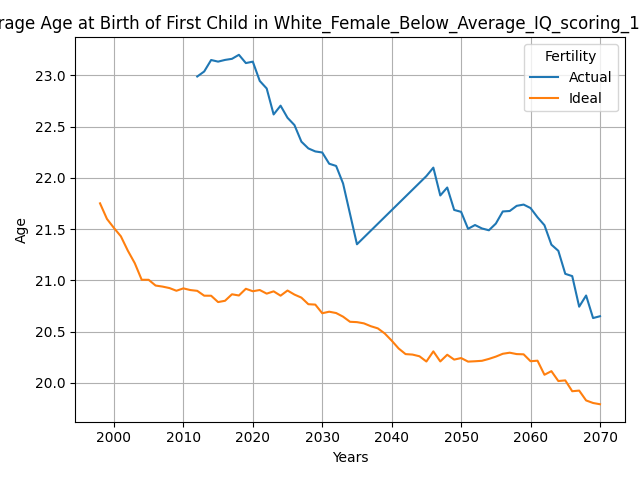 rage Age at Birth of First Child in White_Female_Below_Average_IQ_scoring_1
Fertility
Actual
Ideal
23.0
22.5
22.0
21.5
21.0
20.5
20.0
Age
2000 2010 2020 2030 2040 2050 2060 2070
Years